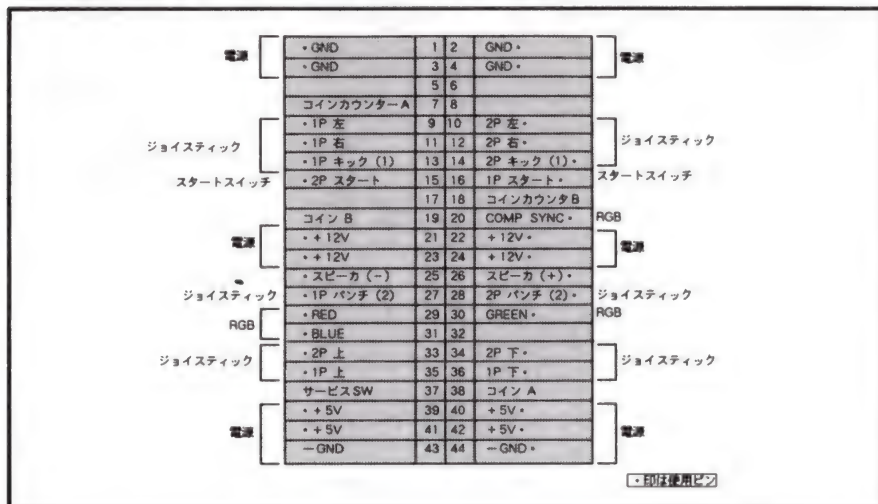 電源 ・GND 1 2 GND・ 電源
・GND 3 4 GND・
5 6
コインカウンターA 7 8
ジョイスティック ・1P 左 9 10 2P 左・ ジョイスティック
・1P 右 11 12 2P 右・
・1P キック (1) 13 14 2P キック (1)・
スタートスイッチ ・2P スタート 15 16 1P スタート・ スタートスイッチ
17 18 コインカウンタB
コイン B 19 20 COMP SYNC・ RGB
電源 ・+12V 21 22 +12V・ 電源
・+12V 23 24 +12V・
・スピーカ (−) 25 26 スピーカ (+)・
ジョイスティック ・1P パンチ (2) 27 28 2P パンチ (2)・ ジョイスティック
RGB ・RED 29 30 GREEN・ RGB
・BLUE 31 32
ジョイスティック ・2P 上 33 34 2P 下・ ジョイスティック
・1P 上 35 36 1P 下・
サービスSW 37 38 コイン A
電源 ・+5V 39 40 +5V・ 電源
・+5V 41 42 +5V・
−GND 43 44 −GND・
・印は使用ピン